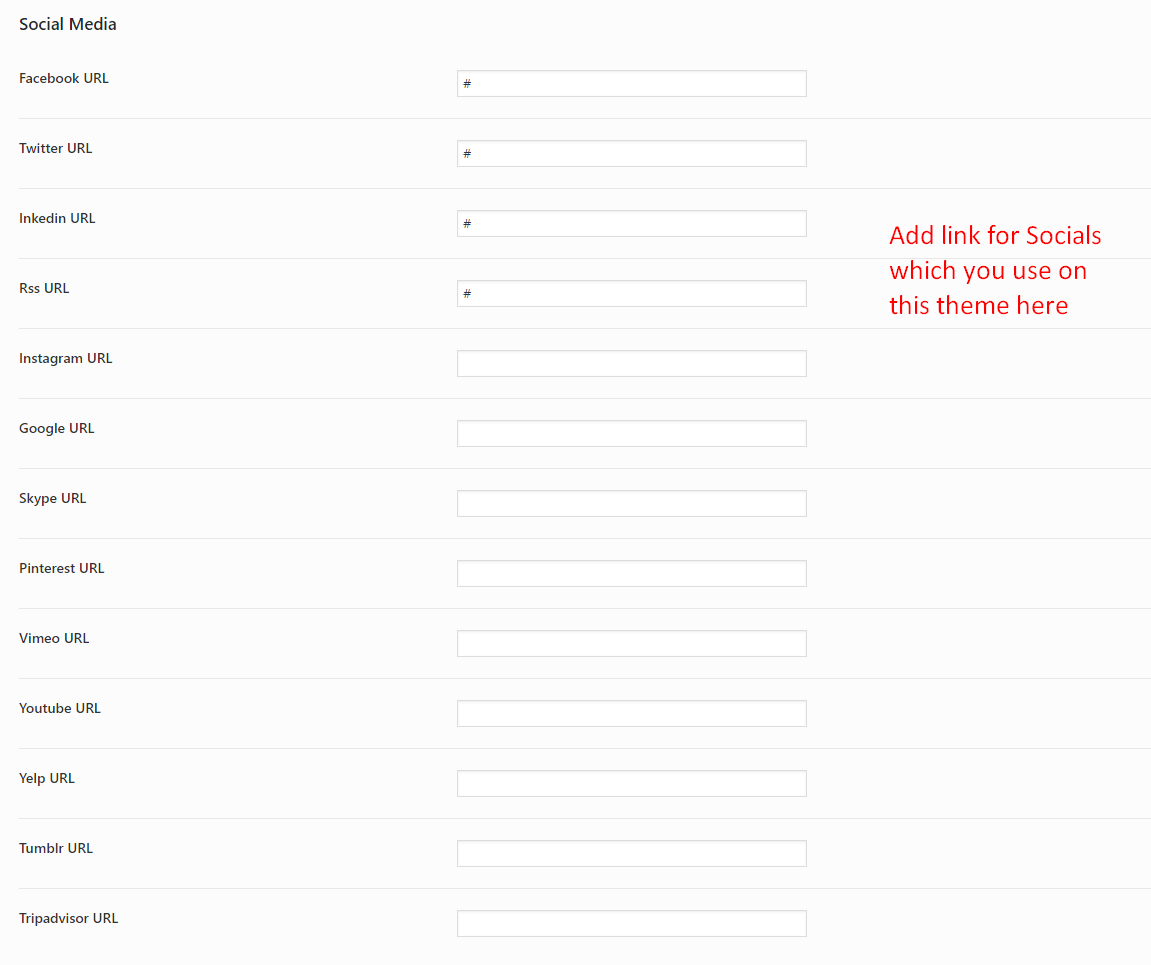 Social Media
Facebook URL
#
Twitter URL
#
Inkedin URL
#
Add link for Socials
which you use on
this theme here
Rss URL
#
Instagram URL
Google URL
Skype URL
Pinterest URL
Vimeo URL
Youtube URL
Yelp URL
Tumblr URL
Tripadvisor URL